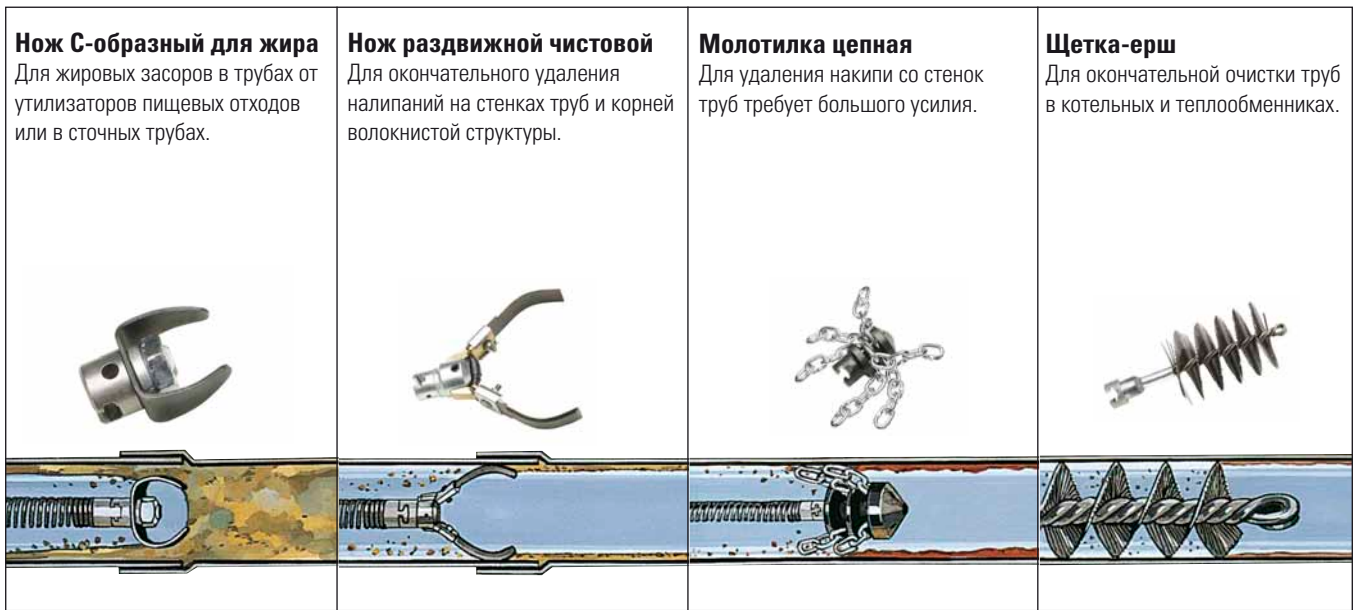 Нож С-образный для жира
Для жировых засоров в трубах от
утилизаторов пищевых отходов
или в сточных трубах.
Нож раздвижной чистовой
Для окончательного удаления
налипаний на стенках труб и корней
волокнистой структуры.
Молотилка цепная
Для удаления накипи со стенок
труб требует большого усилия.
Щетка-ерш
Для окончательной очистки труб
в котельных и теплообменниках.